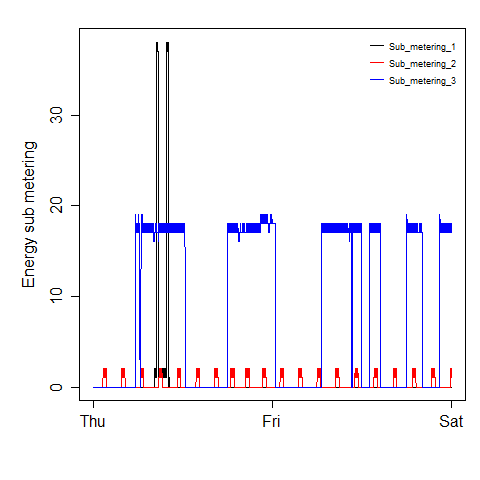 Sub_metering_1
Sub_metering_2
Sub_metering_3
Energy sub metering
30
20
10
0
Thu Fri Sat